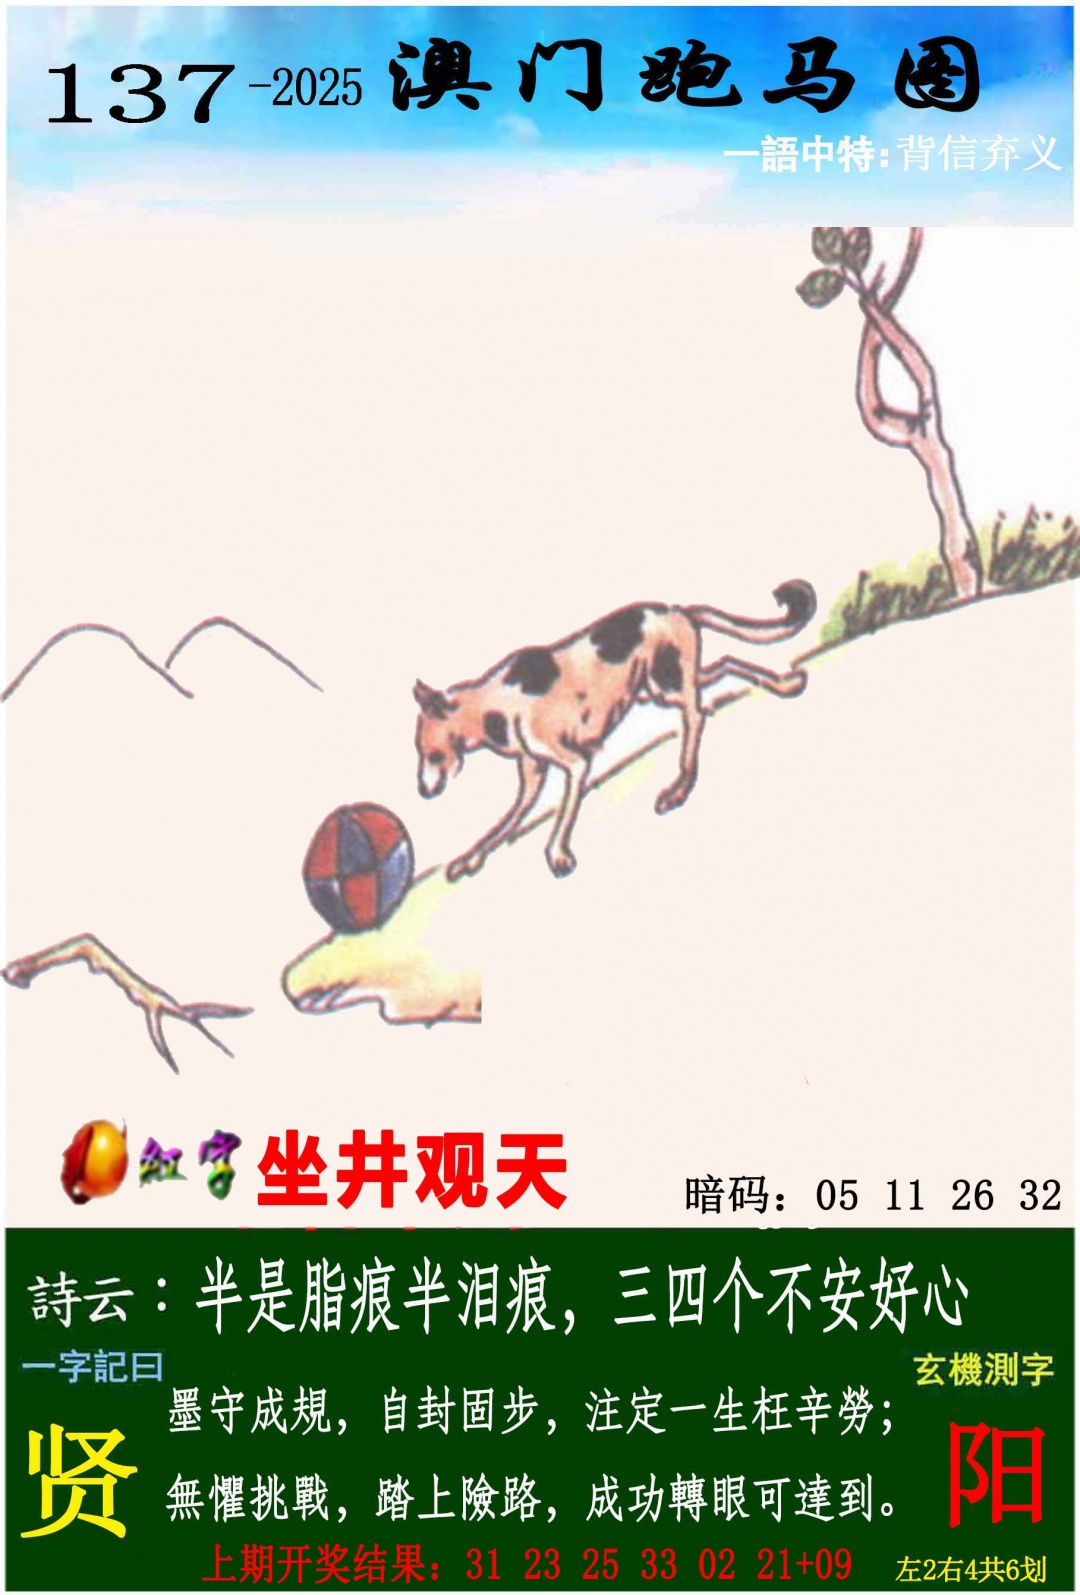 137-2025 澳门跑马图
一語中特:背信弃义
红字 坐井观天
暗码：05 11 26 32
詩云：半是脂痕半泪痕，三四个不安好心
一字記曰
玄機測字
墨守成規，自封固步，注定一生枉辛勞；
贤
阳
無懼挑戰，踏上險路，成功轉眼可達到。
上期开奖结果：31 23 25 33 02 21+09
左2右4共6划